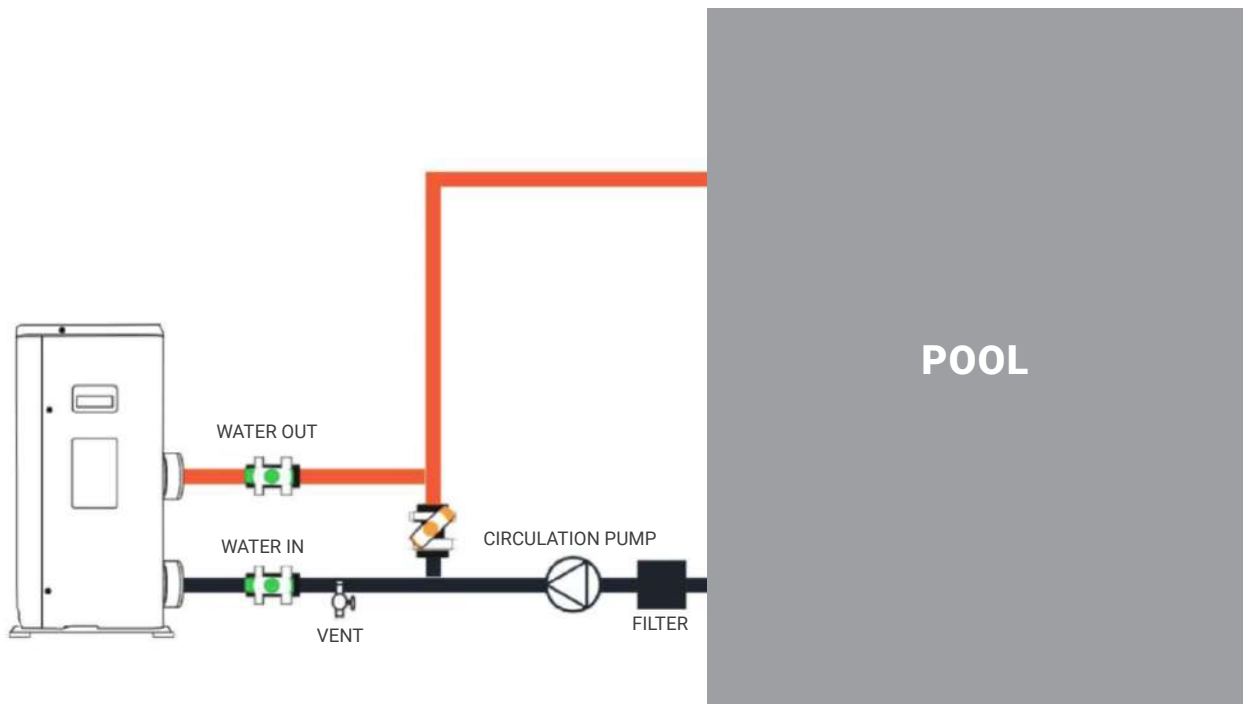 POOL
WATER OUT
WATER IN
CIRCULATION PUMP
VENT
FILTER